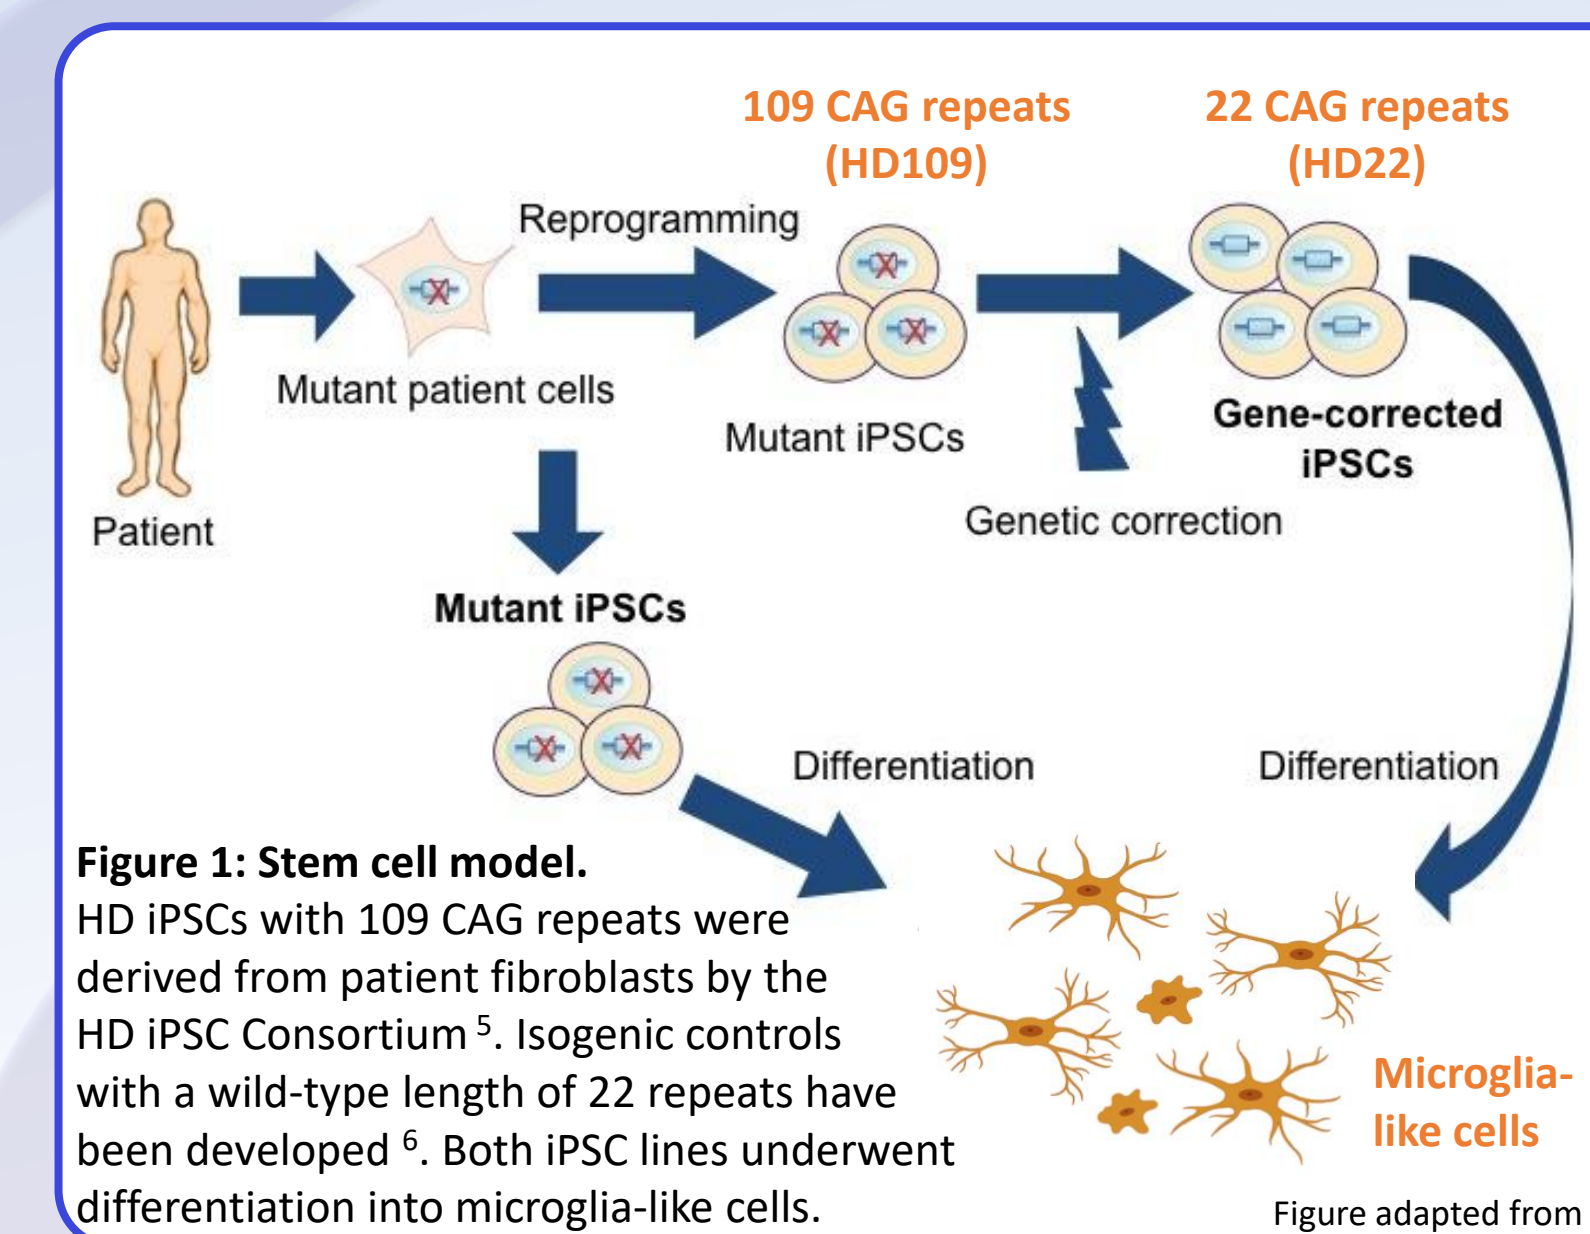 109 CAG repeats
(HD109)
22 CAG repeats
(HD22)
Reprogramming
Mutant patient cells
Mutant iPSCs
Gene-corrected
iPSCs
Genetic correction
Patient
Mutant iPSCs
Differentiation
Differentiation
Figure 1: Stem cell model.
HD iPSCs with 109 CAG repeats were
derived from patient fibroblasts by the
HD iPSC Consortium ⁵. Isogenic controls
with a wild-type length of 22 repeats have
been developed ⁶. Both iPSC lines underwent
differentiation into microglia-like cells.
Microglia-
like cells
Figure adapted from